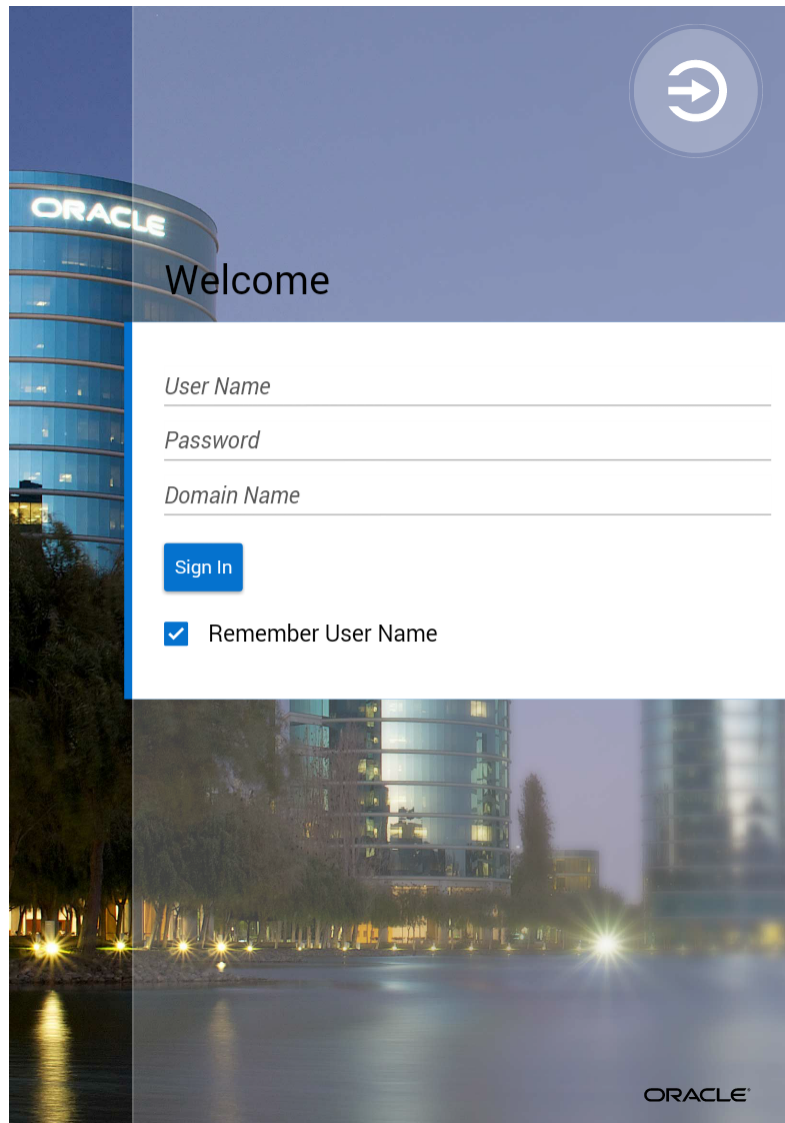 ORACLE
Welcome
User Name
Password
Domain Name
Sign In
Remember User Name
ORACLE®